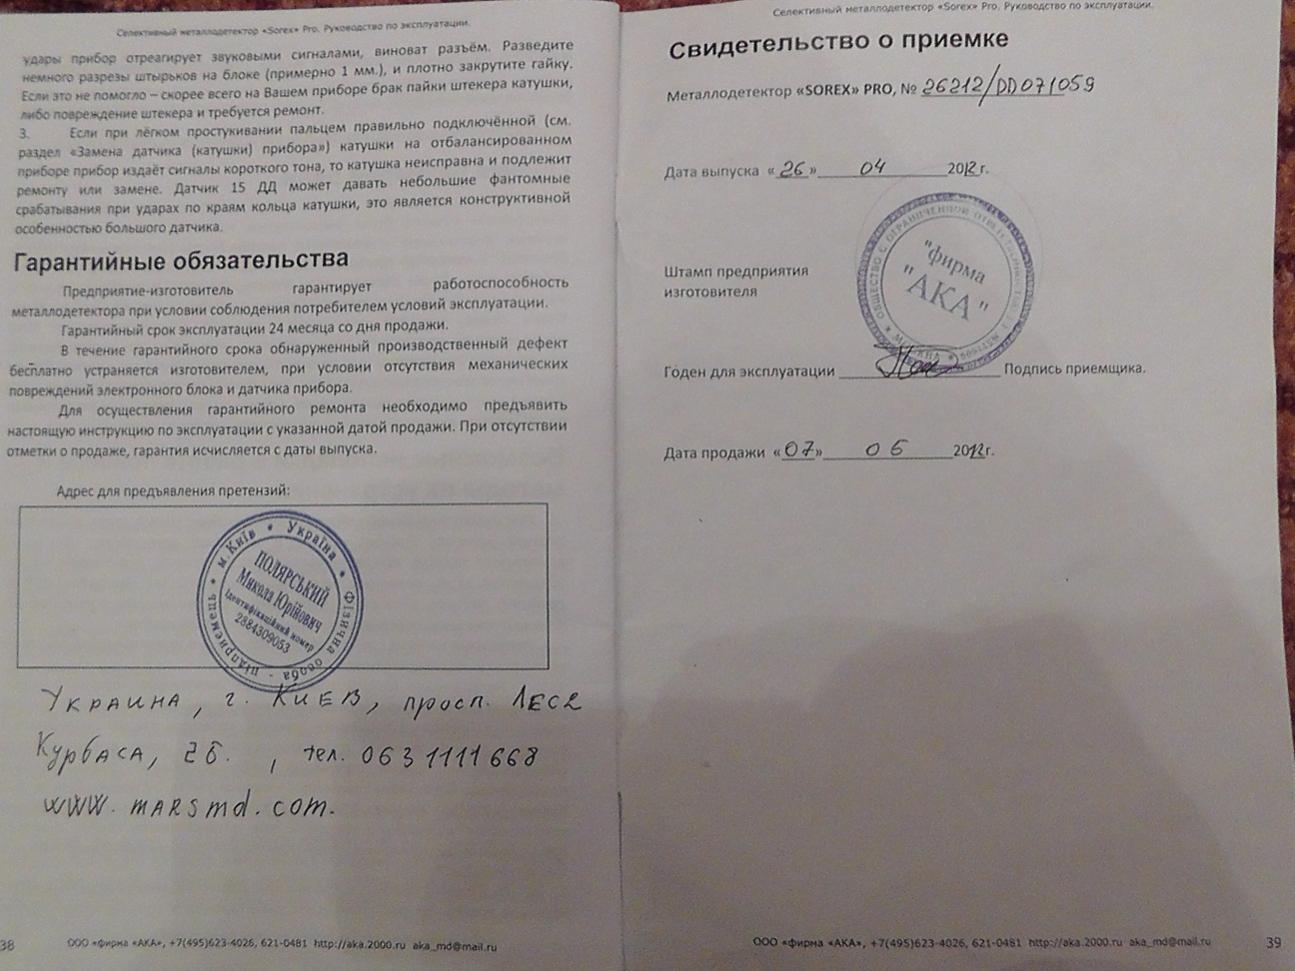 Селективный металлодетектор «Sorex» Pro. Руководство по эксплуатации.
удары прибор отреагирует звуковыми сигналами, виноват разъём. Разведите
немного разрезы штырьков на блоке (примерно 1 мм.), и плотно закрутите гайку.
Если это не помогло – скорее всего на Вашем приборе брак пайки штекера катушки,
либо повреждение штекера и требуется ремонт.
3. Если при лёгком простукивании пальцем правильно подключённой (см.
раздел «Замена датчика (катушки) прибора») катушки на отбалансированном
приборе прибор издаёт сигналы короткого тона, то катушка неисправна и подлежит
ремонту или замене. Датчик 15 ДД может давать небольшие фантомные
срабатывания при ударах по краям кольца катушки, это является конструктивной
особенностью большого датчика.
Гарантийные обязательства
Предприятие-изготовитель гарантирует работоспособность
металлодетектора при условии соблюдения потребителем условий эксплуатации.
Гарантийный срок эксплуатации 24 месяца со дня продажи.
В течение гарантийного срока обнаруженный производственный дефект
бесплатно устраняется изготовителем, при условии отсутствия механических
повреждений электронного блока и датчика прибора.
Для осуществления гарантийного ремонта необходимо предъявить
настоящую инструкцию по эксплуатации с указанной датой продажи. При отсутствии
отметки о продаже, гарантия исчисляется с даты выпуска.
Адрес для предъявления претензий:
м.Київ * Україна * Фізична особа - підприємець *
ПОЛЯРСЬКИЙ
Микола Юрійович
ідентифікаційний номер
2884309053
Украина, г. Киев, просп. Леся
Курбаса, 2б. , тел. 0631111668
www.marsmd.com.
38 ООО «фирма «АКА», +7(495)623-4026, 621-0481 http://aka.2000.ru aka_md@mail.ru
Селективный металлодетектор «Sorex» Pro. Руководство по эксплуатации.
Свидетельство о приемке
Металлодетектор «SOREX» PRO, № 26212/DD071059
Дата выпуска «26» 04 2012г.
ОБЩЕСТВО С ОГРАНИЧЕННОЙ ОТВЕТСТВЕННОСТЬЮ * МОСКВА *
"фирма
"АКА"
Штамп предприятия
изготовителя
Годен для эксплуатации Подпись приемщика.
Дата продажи «07» 06 2012г.
ООО «фирма «АКА», +7(495)623-4026, 621-0481 http://aka.2000.ru aka_md@mail.ru 39